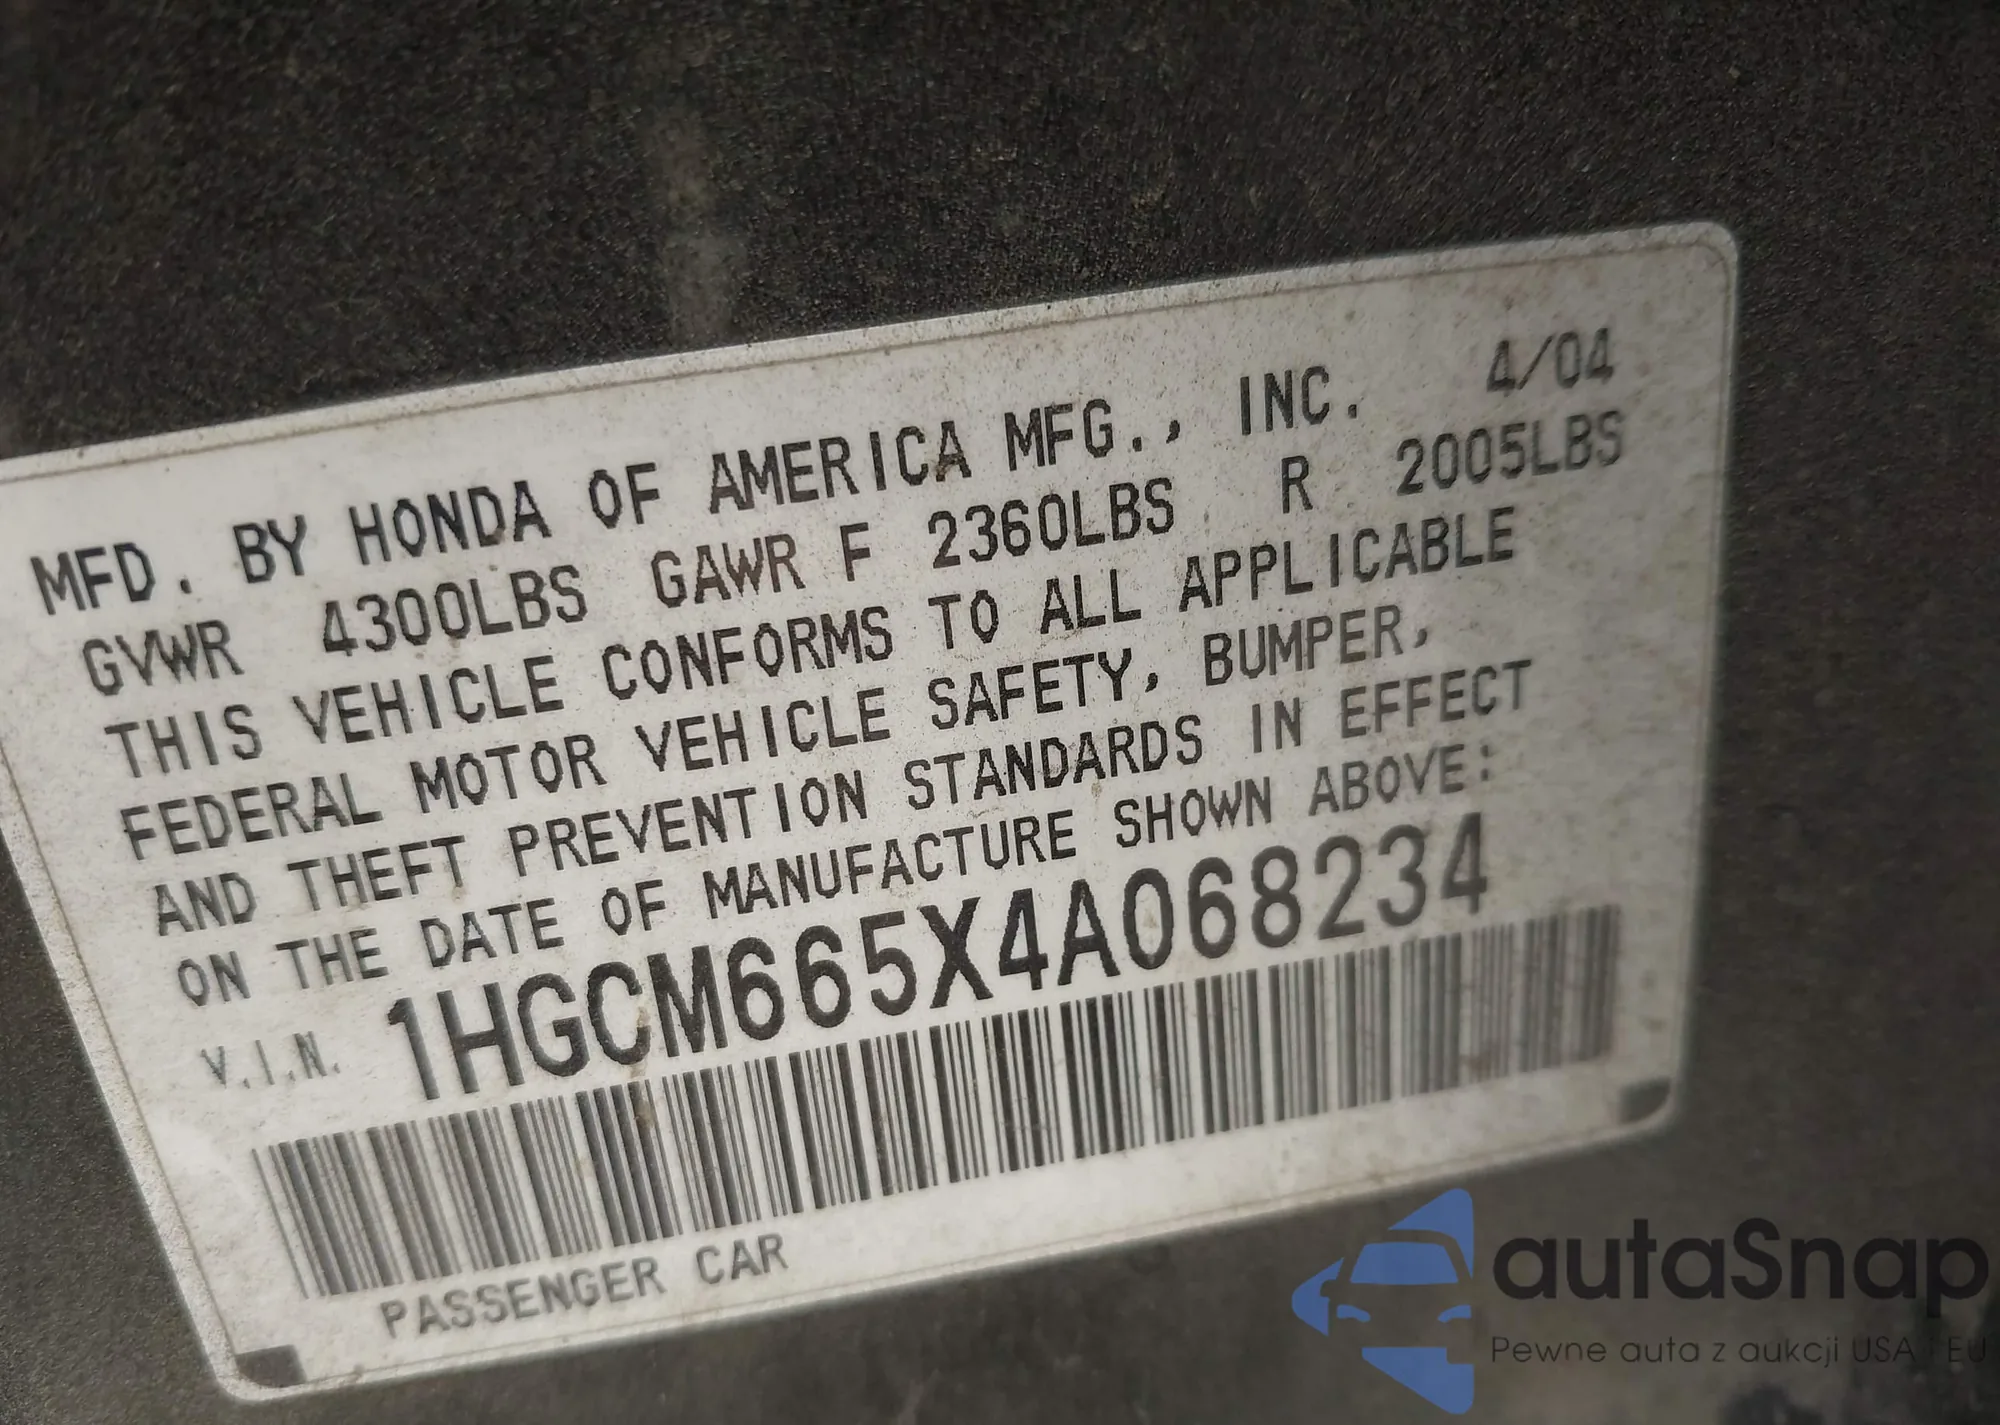 MFD. BY HONDA OF AMERICA MFG., INC. 4/04
GVWR 4300LBS GAWR F 2360LBS R 2005LBS
THIS VEHICLE CONFORMS TO ALL APPLICABLE
FEDERAL MOTOR VEHICLE SAFETY, BUMPER,
AND THEFT PREVENTION STANDARDS IN EFFECT
ON THE DATE OF MANUFACTURE SHOWN ABOVE:
V.I.N. 1HGCM665X4A068234
PASSENGER CAR
autaSnap
Pewne auta z aukcji USA i EU